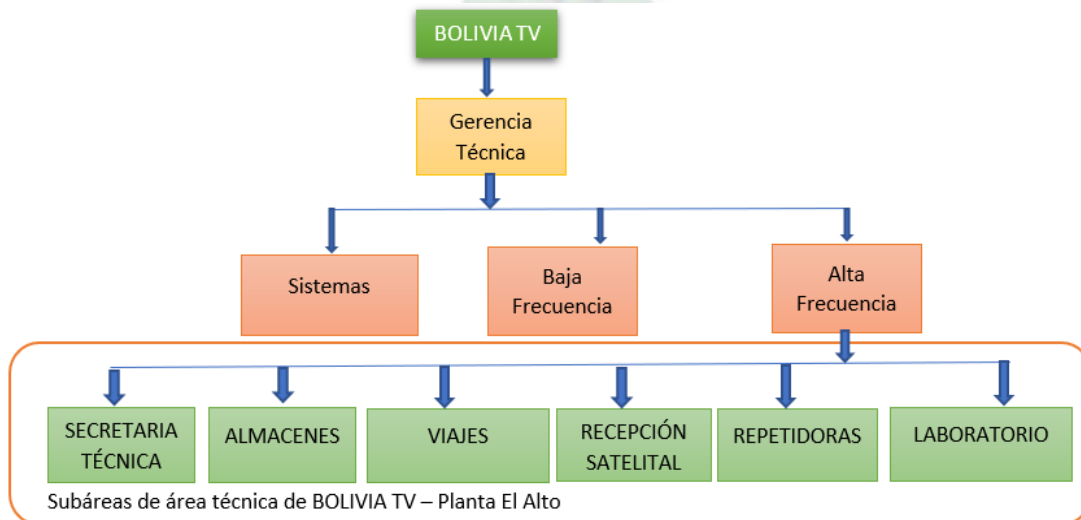 BOLIVIA TV
Gerencia
Técnica
Sistemas
Baja
Frecuencia
Alta
Frecuencia
SECRETARIA
TÉCNICA
ALMACENES
VIAJES
RECEPCIÓN
SATELITAL
REPETIDORAS
LABORATORIO
Subáreas de área técnica de BOLIVIA TV – Planta El Alto